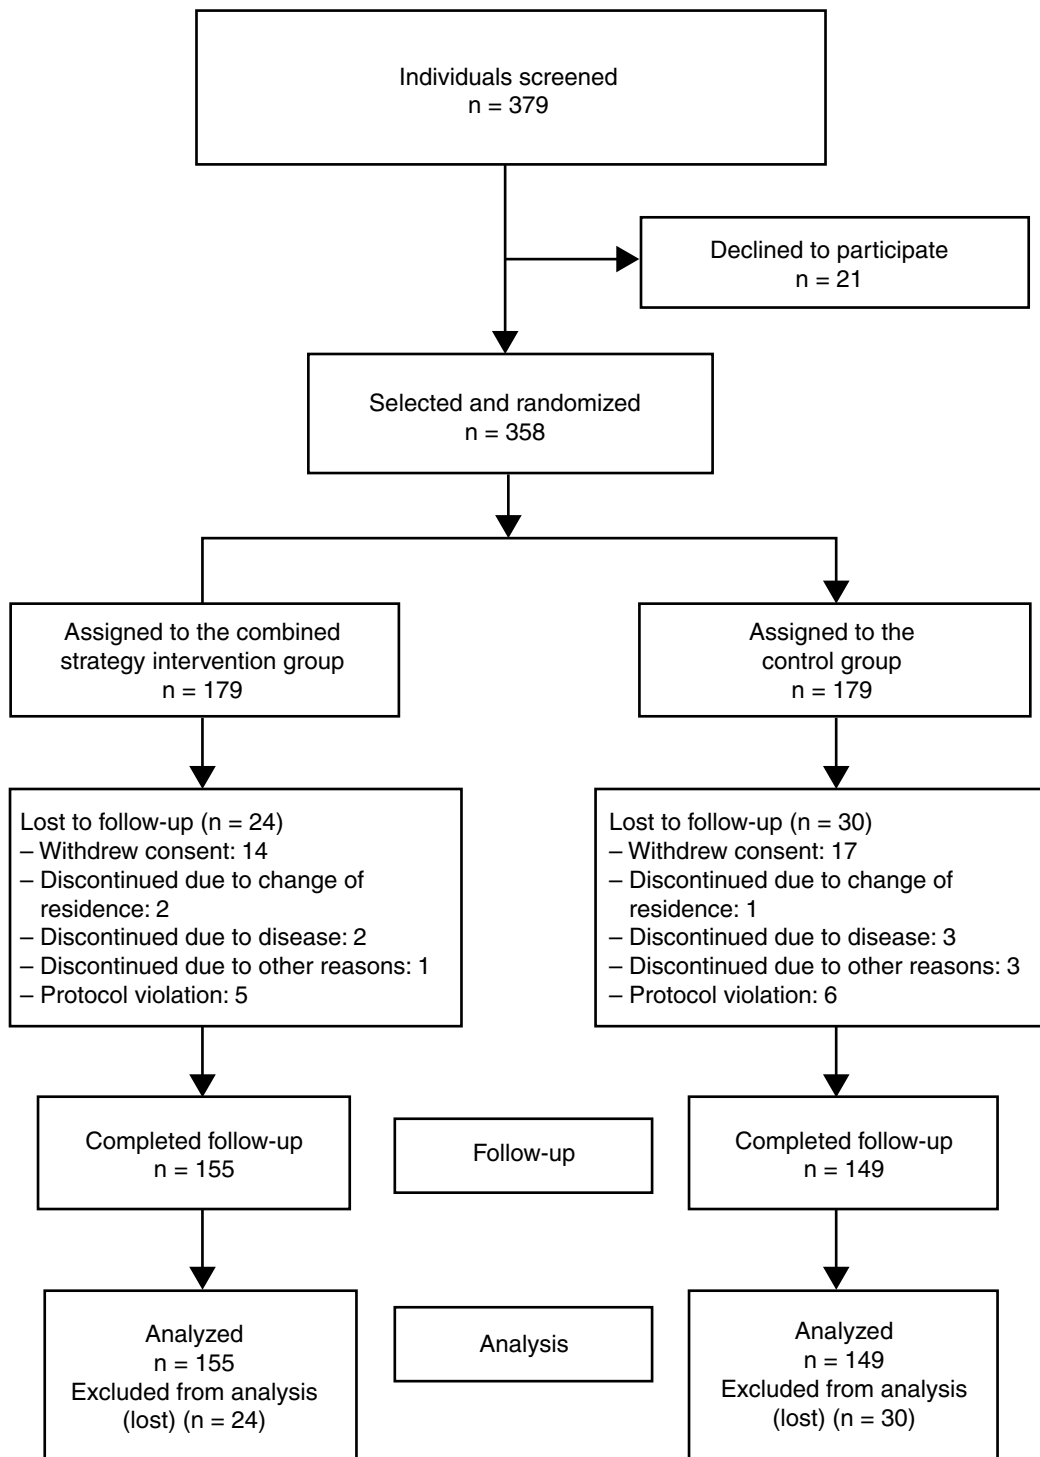 Individuals screened
n = 379
Declined to participate
n = 21
Selected and randomized
n = 358
Assigned to the combined
strategy intervention group
n = 179
Assigned to the
control group
n = 179
Lost to follow-up (n = 24)
– Withdrew consent: 14
– Discontinued due to change of
residence: 2
– Discontinued due to disease: 2
– Discontinued due to other reasons: 1
– Protocol violation: 5
Lost to follow-up (n = 30)
– Withdrew consent: 17
– Discontinued due to change of
residence: 1
– Discontinued due to disease: 3
– Discontinued due to other reasons: 3
– Protocol violation: 6
Completed follow-up
n = 155
Follow-up
Completed follow-up
n = 149
Analyzed
n = 155
Excluded from analysis
(lost) (n = 24)
Analysis
Analyzed
n = 149
Excluded from analysis
(lost) (n = 30)